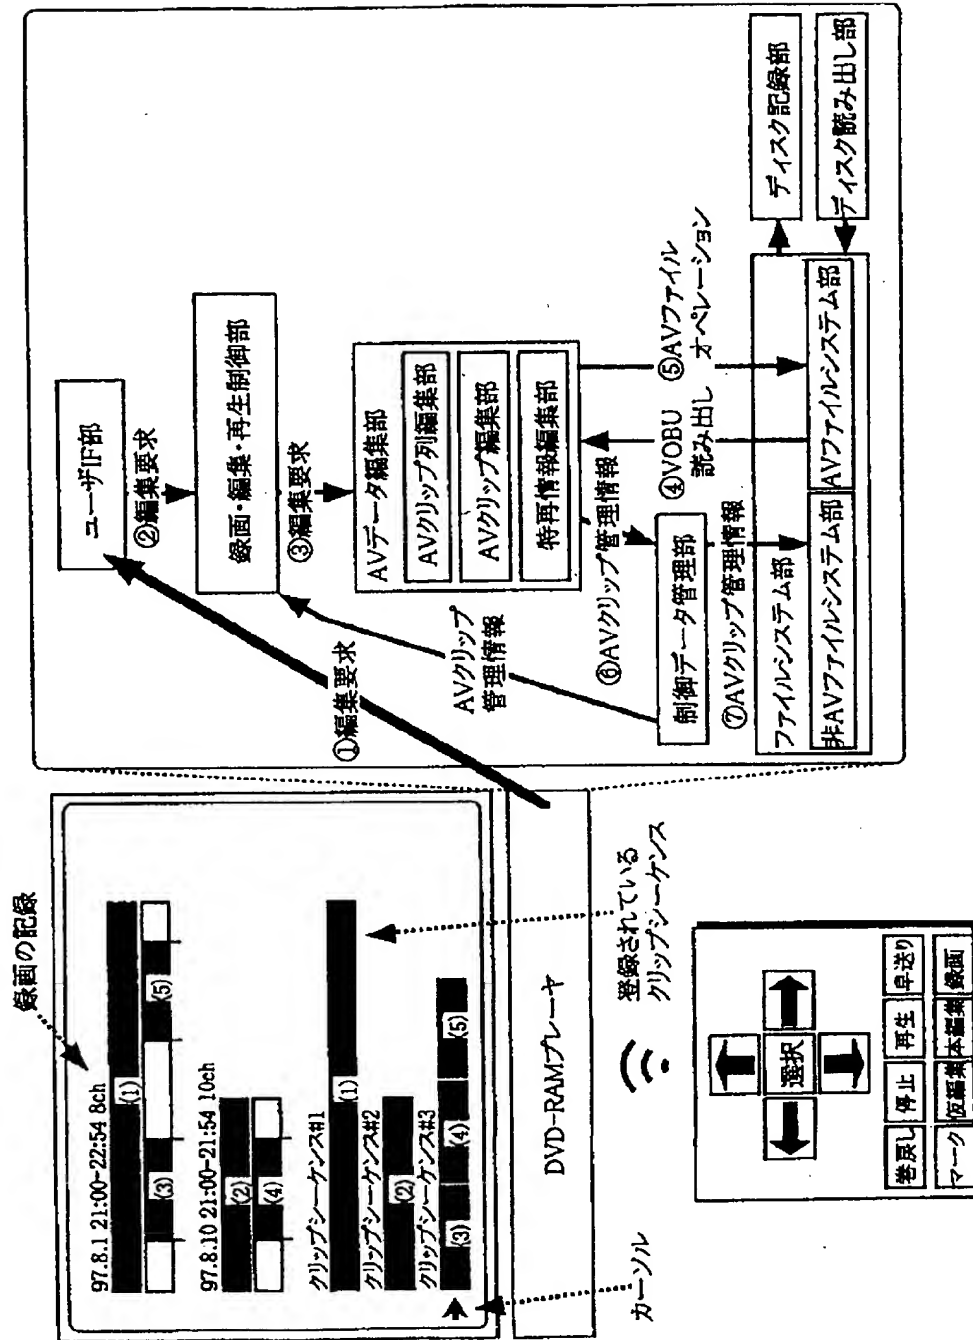 録画の記録
97.8.1 21:00-22:54 8ch
(1)
(3)
(5)
97.8.10 21:00-21:54 10ch
(2)
(4)
クリップシーケンス#1
(1)
クリップシーケンス#2
(2)
クリップシーケンス#3
(3)
(4)
(5)
カーソル
DVD-RAMプレーヤ
登録されている
クリップシーケンス
選択
巻戻し
停止
再生
早送り
マーク
仮編集
本編集
録画
ユーザIF部
①編集要求
②編集要求
録画・編集・再生制御部
③編集要求
AVデータ編集部
AVクリップ列編集部
AVクリップ編集部
特再情報編集部
AVクリップ
管理情報
④VOBU
読み出し
⑤AVファイル
オペレーション
⑥AVクリップ管理情報
制御データ管理部
⑦AVクリップ管理情報
ファイルシステム部
非AVファイルシステム部
AVファイルシステム部
ディスク記録部
ディスク読み出し部